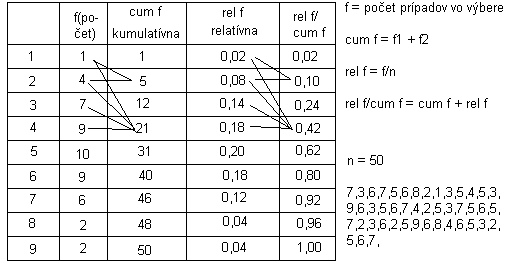 f(po-
čet)
cum f
kumulatívna
rel f
relatívna
rel f/
cum f
1 1 1 0,02 0,02
2 4 5 0,08 0,10
3 7 12 0,14 0,24
4 9 21 0,18 0,42
5 10 31 0,20 0,62
6 9 40 0,18 0,80
7 6 46 0,12 0,92
8 2 48 0,04 0,96
9 2 50 0,04 1,00
f = počet prípadov vo výbere
cum f = f1 + f2
rel f = f/n
rel f/cum f = cum f + rel f
n = 50
7,3,6,7,5,6,8,2,1,3,5,4,5,3,
9,6,3,5,6,7,4,2,5,3,7,5,6,5,
7,2,3,6,2,5,9,6,8,4,6,5,3,2
5,6,7,